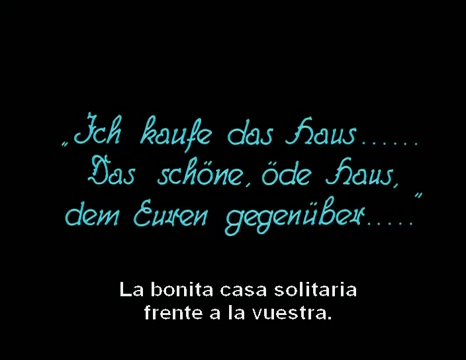 „Ich kaufe das Haus......
Das schöne, öde Haus,
dem Euren gegenüber....."
La bonita casa solitaria
frente a la vuestra.